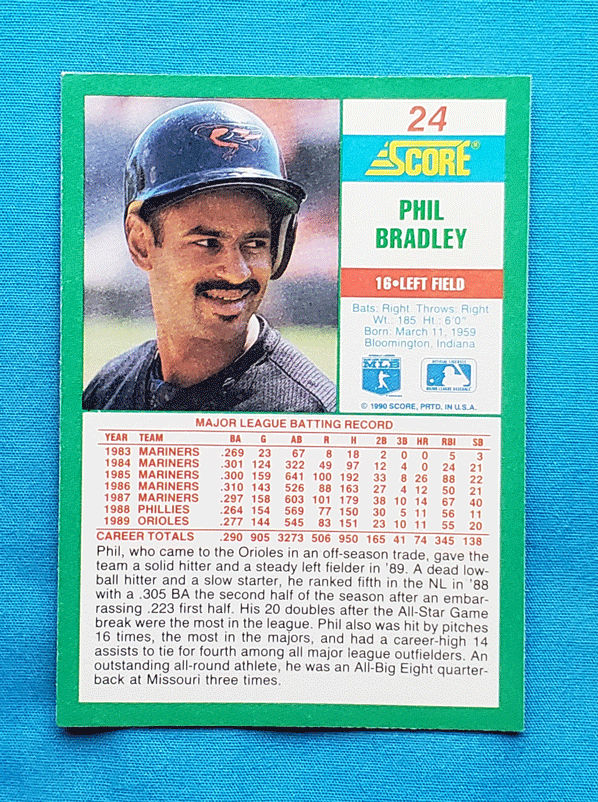 24
SCORE®
PHIL
BRADLEY
16•LEFT FIELD
Bats: Right Throws: Right
Wt.: 185 Ht.: 6'0"
Born: March 11, 1959
Bloomington, Indiana
© 1990 SCORE, PRTD. IN U.S.A.
MAJOR LEAGUE BATTING RECORD
YEAR TEAM BA G AB R H 2B 3B HR RBI SB
1983 MARINERS .269 23 67 8 18 2 0 0 5 3
1984 MARINERS .301 124 322 49 97 12 4 0 24 21
1985 MARINERS .300 159 641 100 192 33 8 26 88 22
1986 MARINERS .310 143 526 88 163 27 4 12 50 21
1987 MARINERS .297 158 603 101 179 38 10 14 67 40
1988 PHILLIES .264 154 569 77 150 30 5 11 56 11
1989 ORIOLES .277 144 545 83 151 23 10 11 55 20
CAREER TOTALS .290 905 3273 506 950 165 41 74 345 138
Phil, who came to the Orioles in an off-season trade, gave the
team a solid hitter and a steady left fielder in '89. A dead low-
ball hitter and a slow starter, he ranked fifth in the NL in '88
with a .305 BA the second half of the season after an embar-
rassing .223 first half. His 20 doubles after the All-Star Game
break were the most in the league. Phil also was hit by pitches
16 times, the most in the majors, and had a career-high 14
assists to tie for fourth among all major league outfielders. An
outstanding all-round athlete, he was an All-Big Eight quarter-
back at Missouri three times.